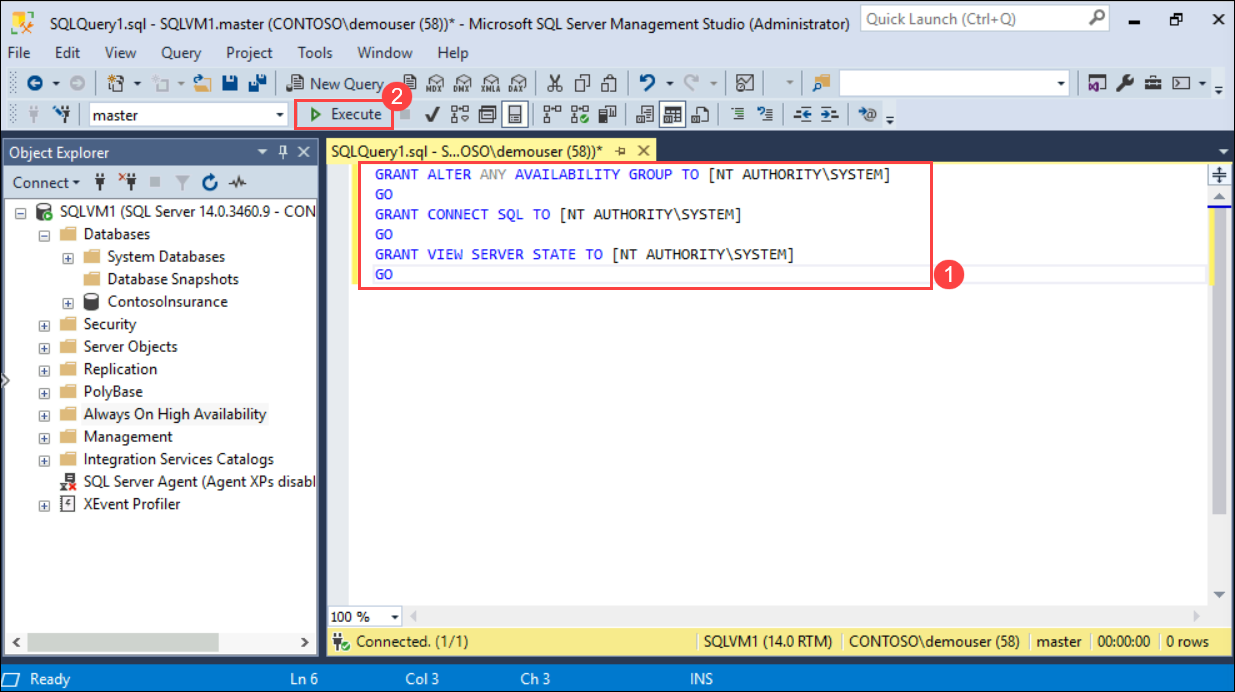 SQLQuery1.sql - SQLVM1.master (CONTOSO\demouser (58))* - Microsoft SQL Server Management Studio (Administrator)
Quick Launch (Ctrl+Q)
File Edit View Query Project Tools Window Help
New Query
MDX DMX XMLA DAX
2
master
Execute
Object Explorer
SQLQuery1.sql - S...OSO\demouser (58))*
Connect
SQLVM1 (SQL Server 14.0.3460.9 - CON
Databases
System Databases
Database Snapshots
ContosoInsurance
Security
Server Objects
Replication
PolyBase
Always On High Availability
Management
Integration Services Catalogs
SQL Server Agent (Agent XPs disabl
XEvent Profiler
GRANT ALTER ANY AVAILABILITY GROUP TO [NT AUTHORITY\SYSTEM]
GO
GRANT CONNECT SQL TO [NT AUTHORITY\SYSTEM]
GO
GRANT VIEW SERVER STATE TO [NT AUTHORITY\SYSTEM]
GO
1
100 %
Connected. (1/1)
SQLVM1 (14.0 RTM)
CONTOSO\demouser (58)
master
00:00:00
0 rows
Ready
Ln 6
Col 3
Ch 3
INS